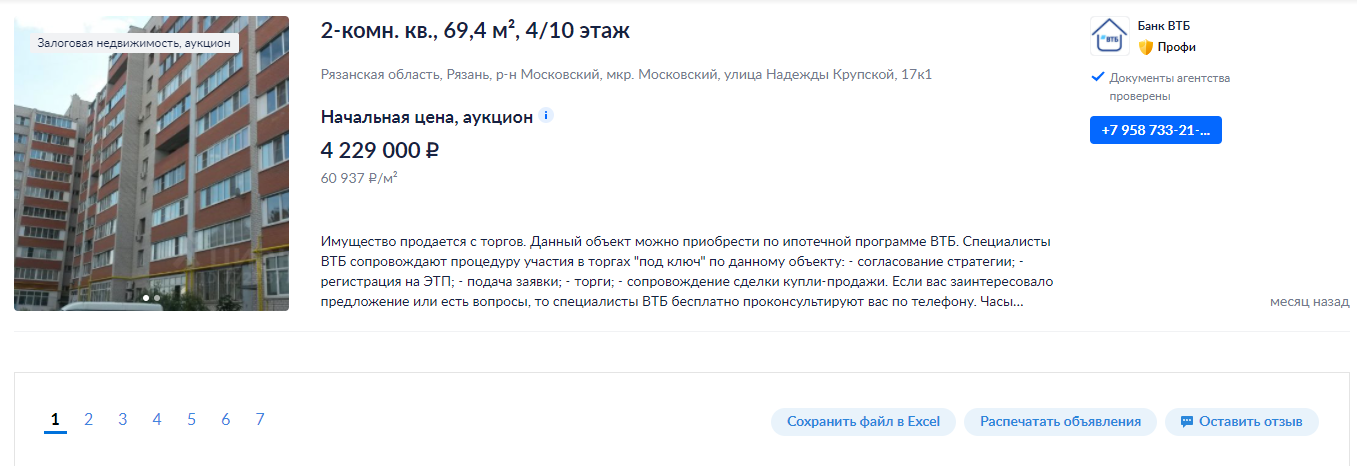 Залоговая недвижимость, аукцион
2-комн. кв., 69,4 м², 4/10 этаж
Рязанская область, Рязань, р-н Московский, мкр. Московский, улица Надежды Крупской, 17к1
Начальная цена, аукцион i
4 229 000 ₽
60 937 ₽/м²
Имущество продается с торгов. Данный объект можно приобрести по ипотечной программе ВТБ. Специалисты
ВТБ сопровождают процедуру участия в торгах "под ключ" по данному объекту: - согласование стратегии; -
регистрация на ЭТП; - подача заявки; - торги; - сопровождение сделки купли-продажи. Если вас заинтересовало
предложение или есть вопросы, то специалисты ВТБ бесплатно проконсультируют вас по телефону. Часы...
ВТБ
Банк ВТБ
Профи
Документы агентства
проверены
+7 958 733-21-...
месяц назад
1 2 3 4 5 6 7
Сохранить файл в Excel
Распечатать объявления
Оставить отзыв